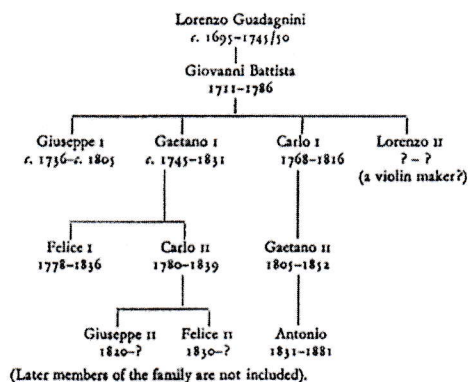 Lorenzo Guadagnini
c. 1695–1745/50
Giovanni Battista
1711–1786
Giuseppe I Gaetano I Carlo I Lorenzo II
c. 1736–c. 1805 c. 1745–1831 1768–1816 ? – ?
(a violin maker?)
Felice I Carlo II Gaetano II
1778–1836 1780–1839 1805–1852
Giuseppe II Felice II Antonio
1820–? 1830–? 1831–1881
(Later members of the family are not included).